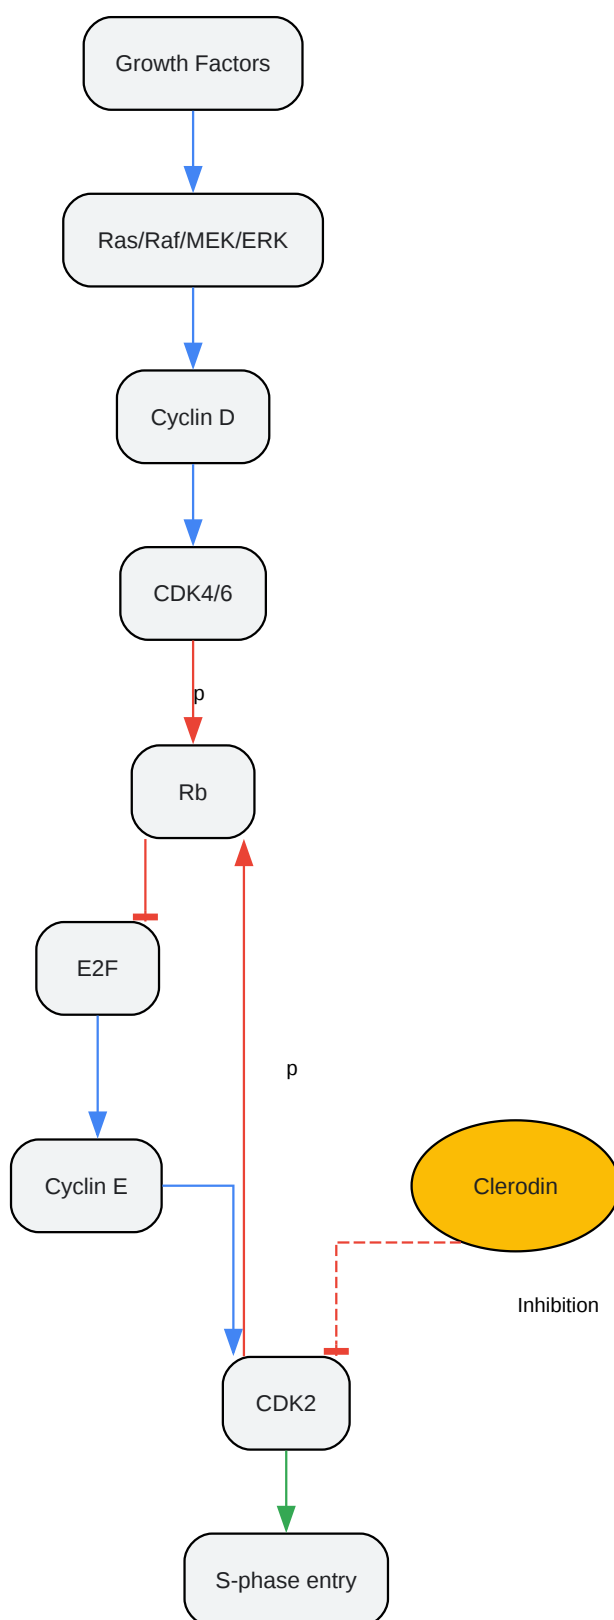 Growth Factors
Ras/Raf/MEK/ERK
Cyclin D
CDK4/6
p
Rb
E2F
p
Cyclin E
Clerodin
Inhibition
CDK2
S-phase entry